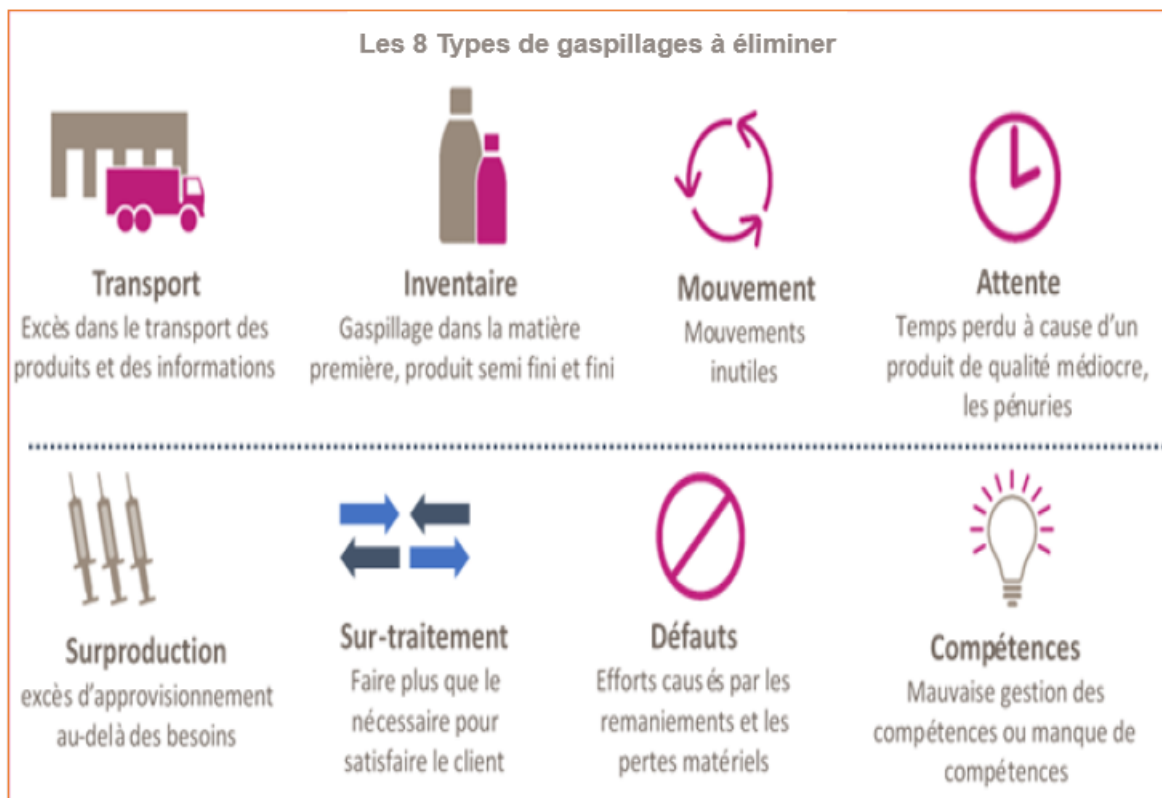 Les 8 Types de gaspillages à éliminer
Transport
Excès dans le transport des
produits et des informations
Inventaire
Gaspillage dans la matière
première, produit semi fini et fini
Mouvement
Mouvements
inutiles
Attente
Temps perdu à cause d'un
produit de qualité médiocre,
les pénuries
Surproduction
excès d'approvisionnement
au-delà des besoins
Sur-traitement
Faire plus que le
nécessaire pour
satisfaire le client
Défauts
Efforts causés par les
remaniements et les
pertes matériels
Compétences
Mauvaise gestion des
compétences ou manque de
compétences